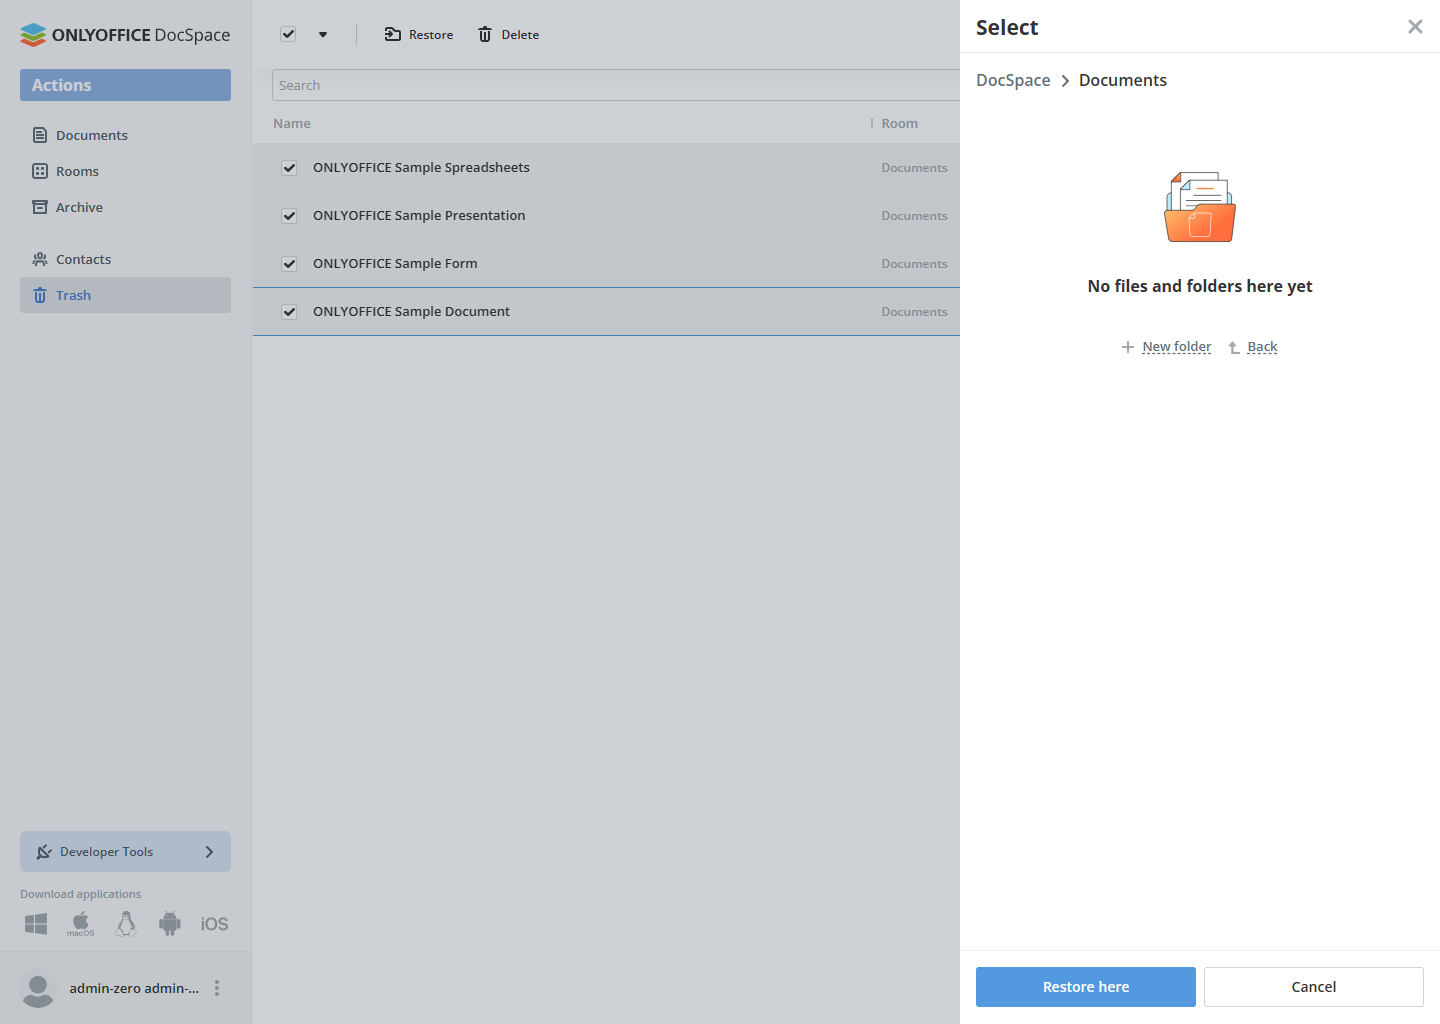 ONLYOFFICE DocSpace
Actions
Documents
Rooms
Archive
Contacts
Trash
Developer Tools
Download applications
macOS
iOS
admin-zero admin-...
Restore
Delete
Search
Name
Room
ONLYOFFICE Sample Spreadsheets
Documents
ONLYOFFICE Sample Presentation
Documents
ONLYOFFICE Sample Form
Documents
ONLYOFFICE Sample Document
Documents
Select
DocSpace > Documents
No files and folders here yet
New folder
Back
Restore here
Cancel